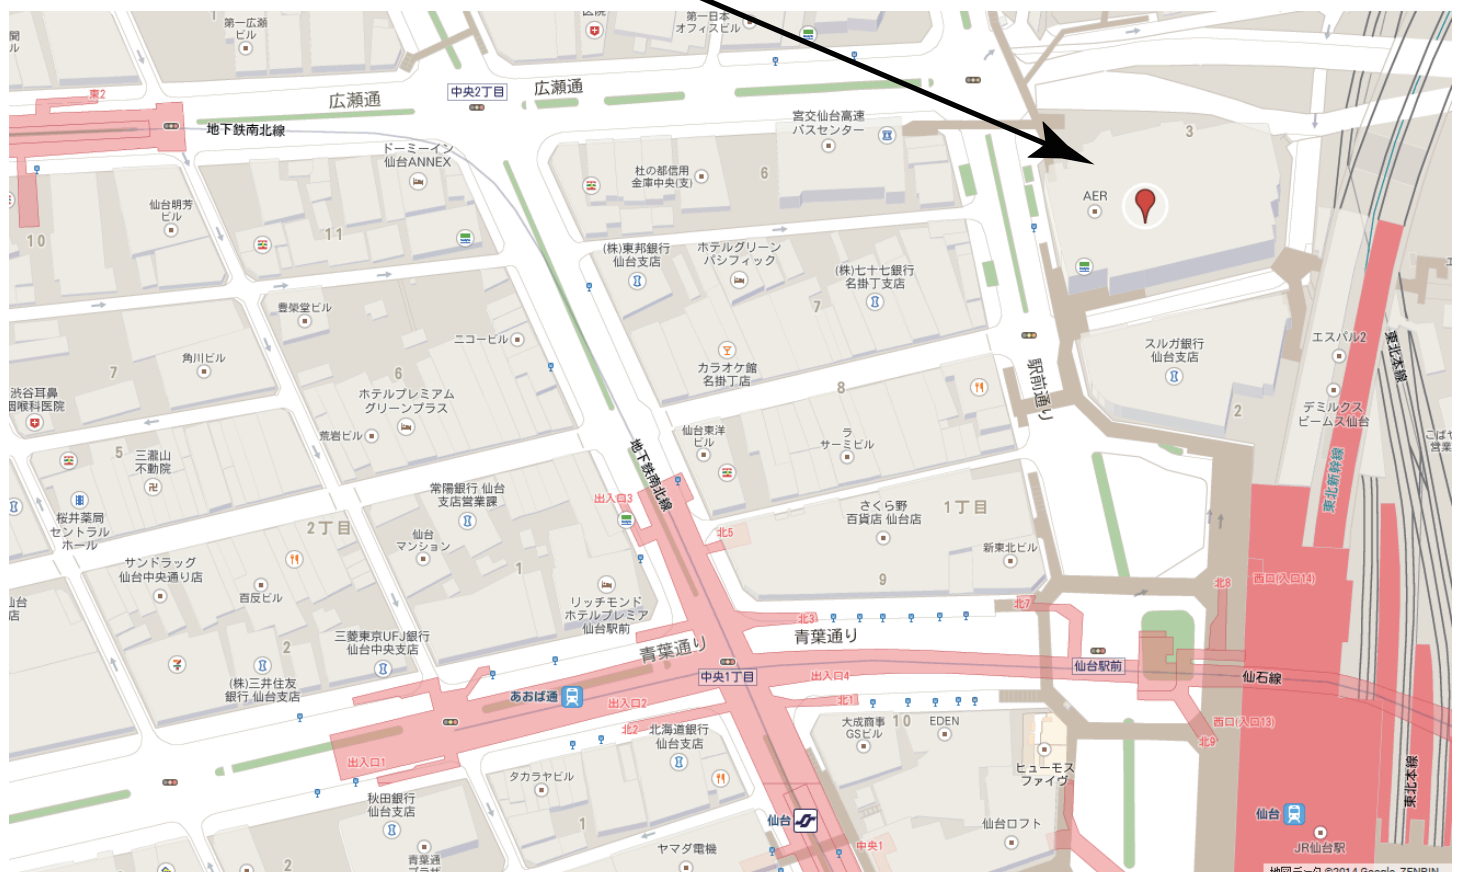 第一広瀬
ビル
第一日本
オフィスビル
東2
広瀬通
中央2丁目
広瀬通
地下鉄南北線
ドーミーイン
仙台ANNEX
宮交仙台高速
バスセンター
3
杜の都信用
金庫中央(支)
6
AER
仙台明芳
ビル
10
11
(株)東邦銀行
仙台支店
ホテルグリーン
パシフィック
(株)七十七銀行
名掛丁支店
7
豊榮堂ビル
ニコービル
角川ビル
7
6
カラオケ館
名掛丁店
8
駅前通り
スルガ銀行
仙台支店
2
エスパル2
東北本線
デミルクス
ビームス仙台
渋谷耳鼻
咽喉科医院
ホテルプレミアム
グリーンプラス
荒岩ビル
仙台東洋
ビル
ラ
サーミビル
地下鉄南北線
東北新幹線
5
三瀧山
不動院
桜井薬局
セントラル
ホール
2丁目
常陽銀行 仙台
支店営業課
出入口3
北5
さくら野
百貨店 仙台店
1丁目
新東北ビル
9
仙台
マンション
1
サンドラッグ
仙台中央通り店
百反ビル
リッチモンド
ホテルプレミア
仙台駅前
北3
北7
北8
西口(入口14)
青葉通り
青葉通り
2
三菱東京UFJ銀行
仙台中央支店
(株)三井住友
銀行 仙台支店
中央1丁目
仙台駅前
仙石線
あおば通
出入口2
出入口4
北1
北2
北海道銀行
仙台支店
大成商事
GSビル
10
EDEN
西口(入口13)
北9
出入口1
タカラヤビル
ヒューモス
ファイヴ
東北本線
秋田銀行
仙台支店
1
仙台
仙台ロフト
仙台
JR仙台駅
2
青葉通
プラザ
ヤマダ電機
中央1
地図データ ©2014 Google, ZENRIN